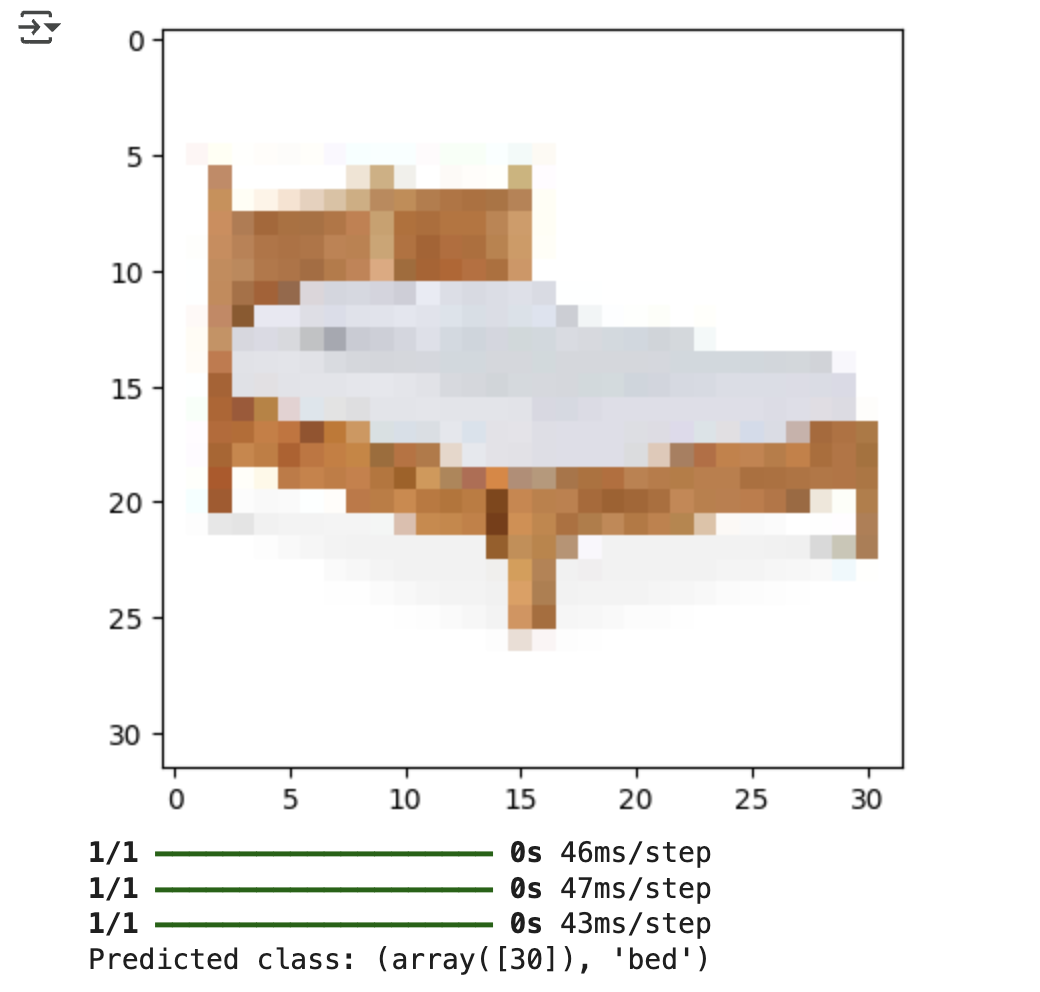 0
5
10
15
20
25
30
0 5 10 15 20 25 30
1/1 ━━━━━━━━━━━━━━━━━━━━ 0s 46ms/step
1/1 ━━━━━━━━━━━━━━━━━━━━ 0s 47ms/step
1/1 ━━━━━━━━━━━━━━━━━━━━ 0s 43ms/step
Predicted class: (array([30]), 'bed')